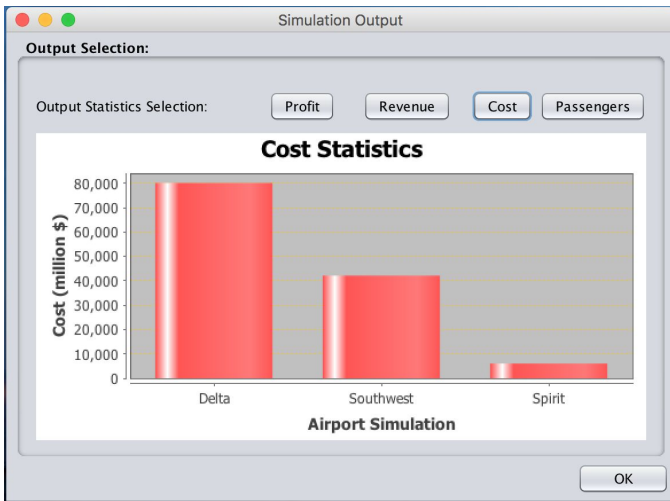 Simulation Output
Output Selection:
Output Statistics Selection: Profit Revenue Cost Passengers
Cost Statistics
80,000
70,000
60,000
50,000
40,000
30,000
20,000
10,000
0
Cost (million $)
Delta Southwest Spirit
Airport Simulation
OK